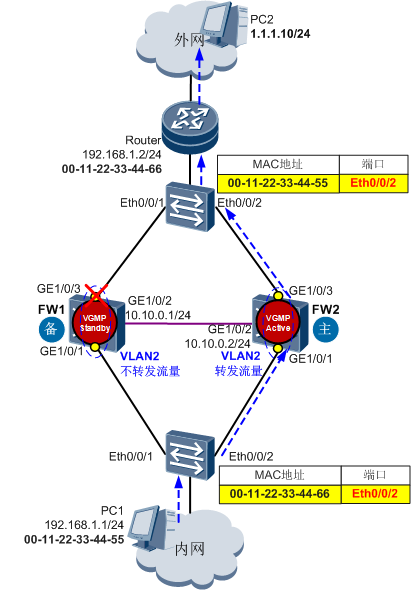 PC2
1.1.1.10/24
外网
Router
192.168.1.2/24
00-11-22-33-44-66
MAC地址 端口
00-11-22-33-44-55 Eth0/0/2
Eth0/0/1 Eth0/0/2
GE1/0/3 GE1/0/3
FW1 FW2
GE1/0/2
10.10.0.1/24
VGMP
Standby
VGMP
Active
备 主
GE1/0/2
10.10.0.2/24
GE1/0/1 GE1/0/1
VLAN2
不转发流量
VLAN2
转发流量
Eth0/0/1 Eth0/0/2
MAC地址 端口
00-11-22-33-44-66 Eth0/0/2
PC1
192.168.1.1/24
00-11-22-33-44-55
内网